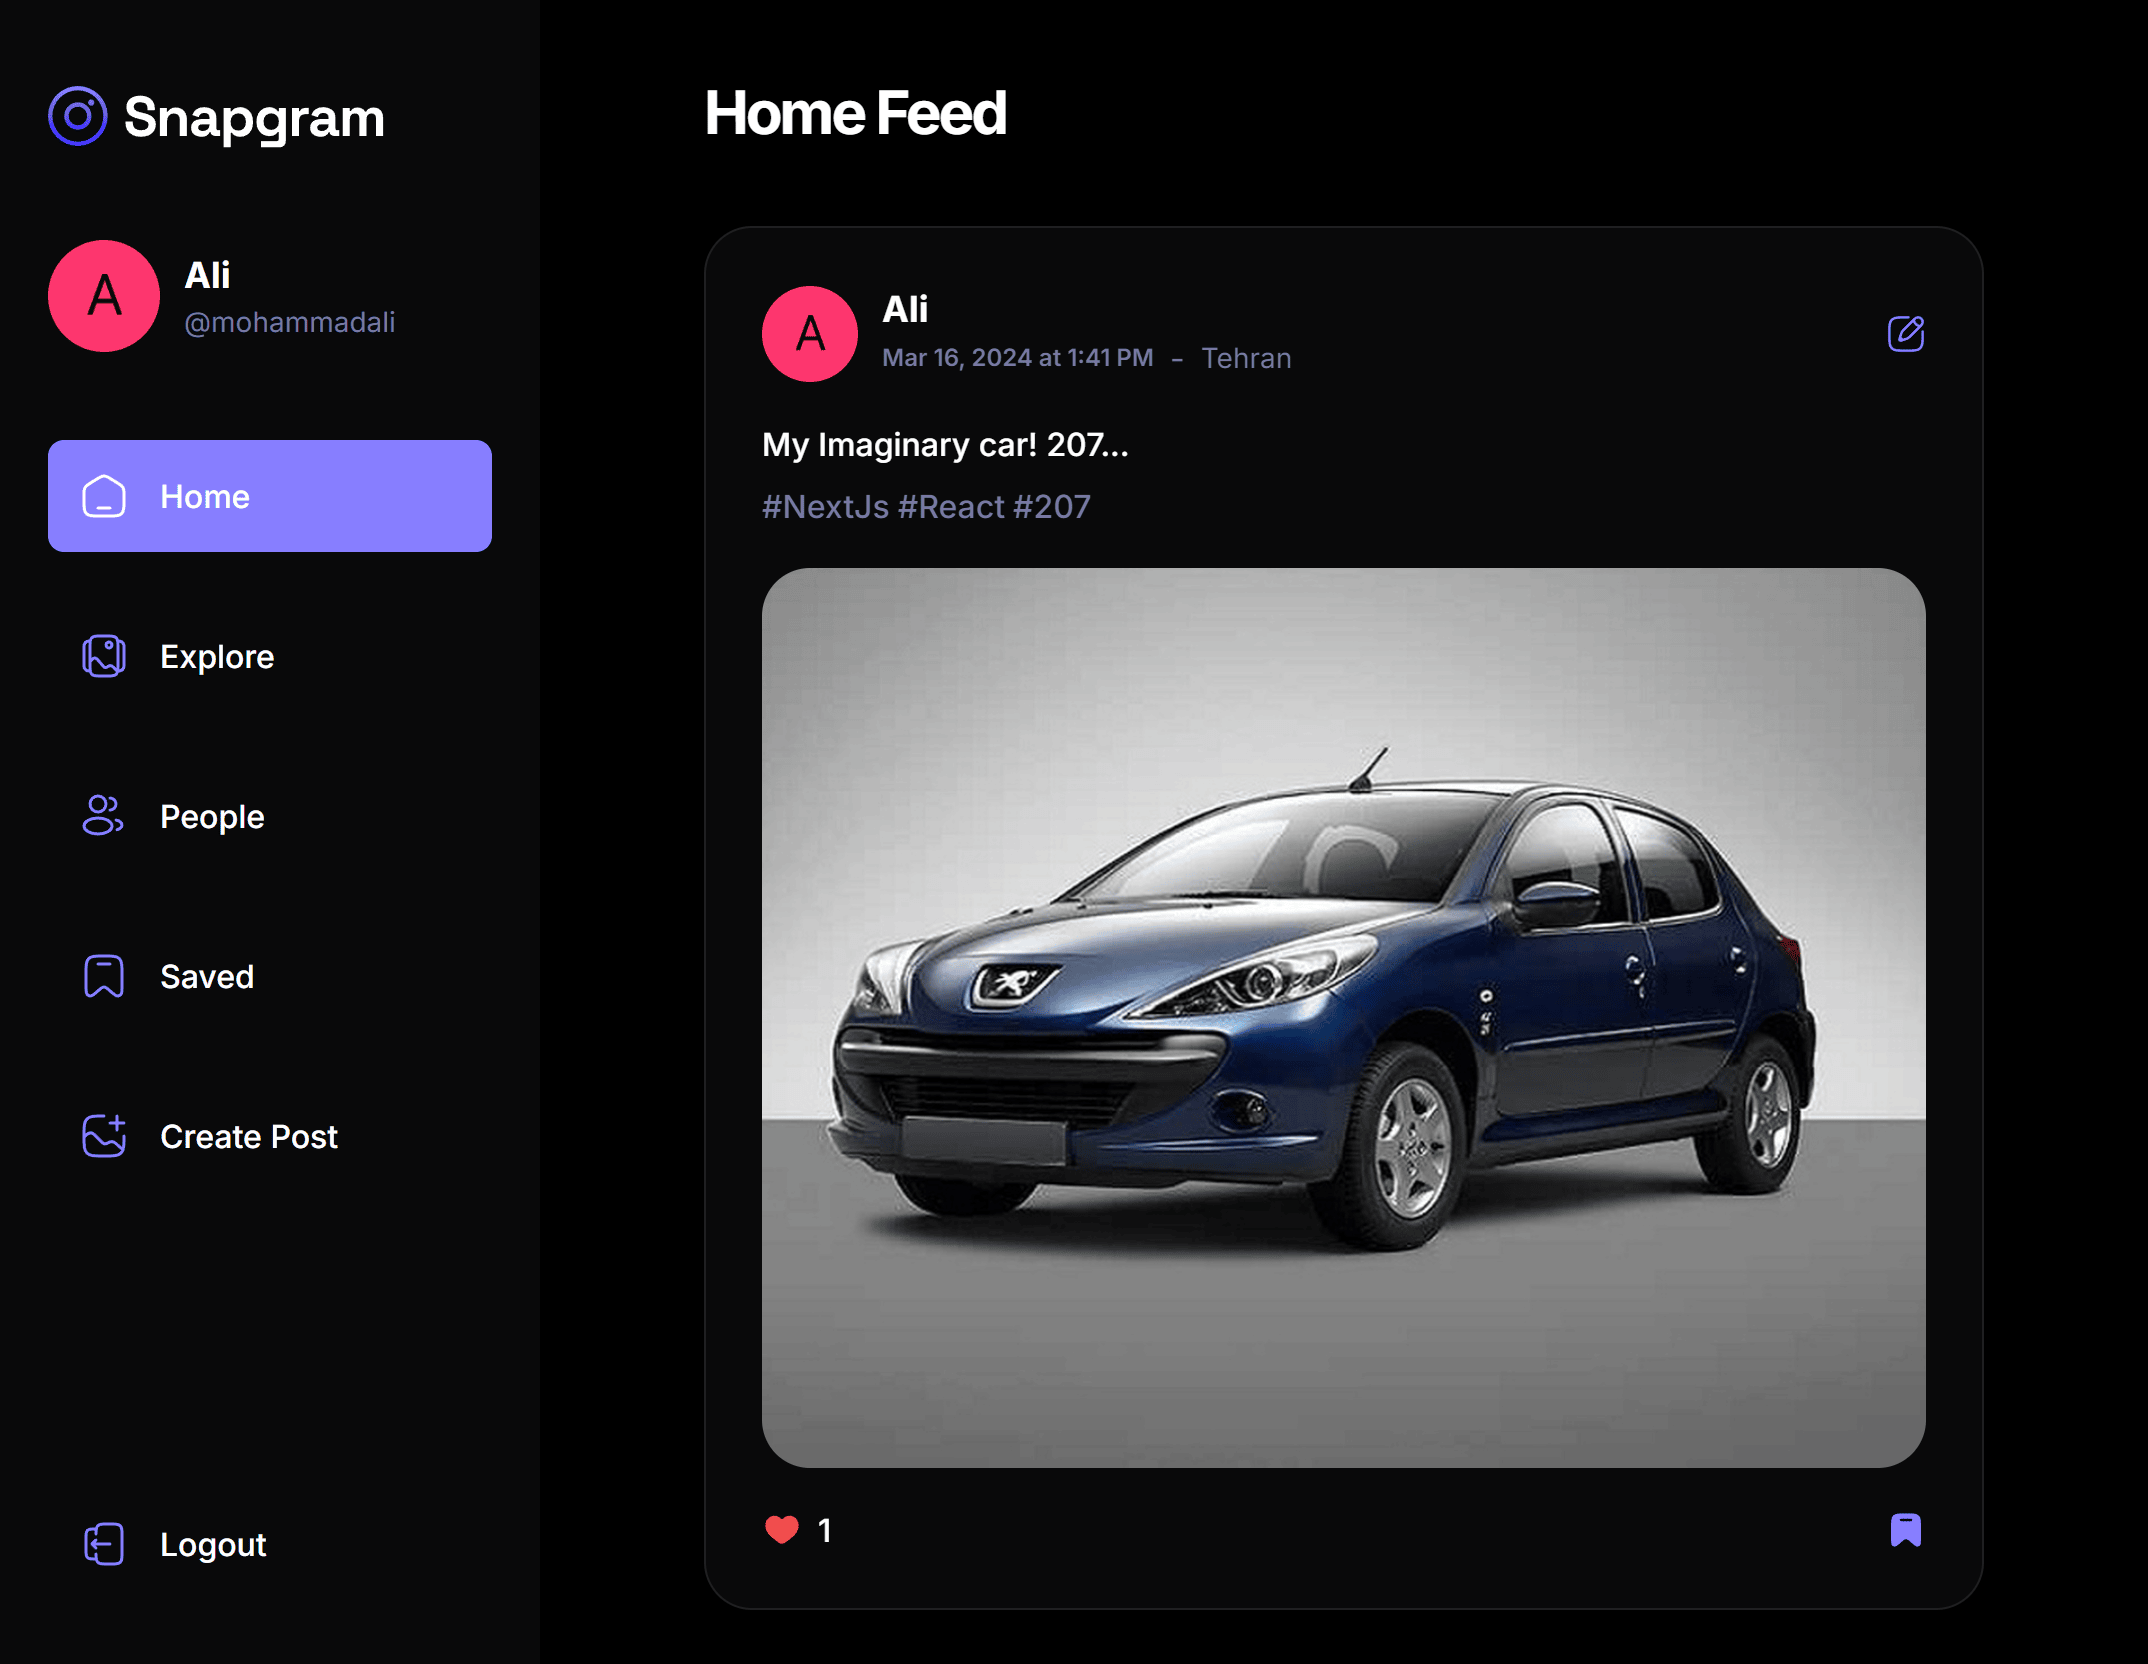 Snapgram
A
Ali
@mohammadali
Home
Explore
People
Saved
Create Post
Logout
Home Feed
A
Ali
Mar 16, 2024 at 1:41 PM - Tehran
My Imaginary car! 207...
#NextJs #React #207
1